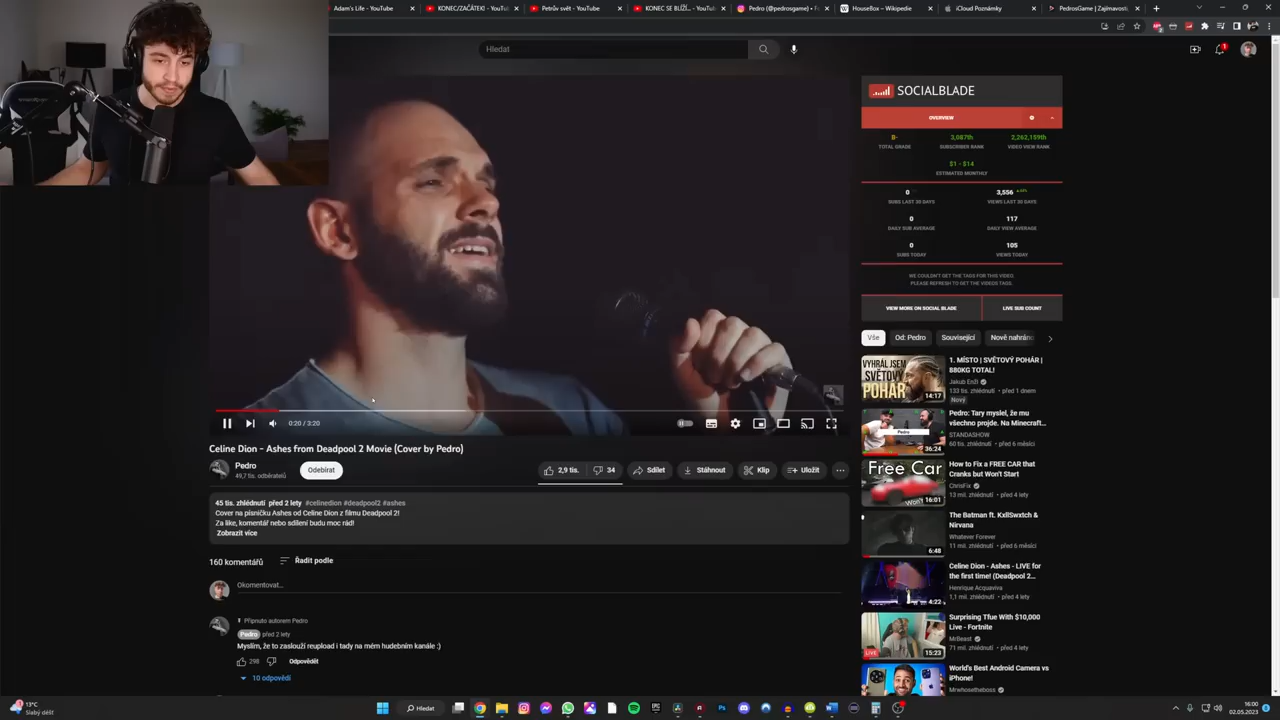 Adam's Life - YouTube
KONEC/ZAČÁTEK! - YouTube
Petrův svět - YouTube
KONEC SE BLÍŽÍ... - YouTube
Pedro (@pedrosgame) • 
HouseBox – Wikipedie
iCloud Poznámky
PedrosGame | Zajímavosti
Hledat
SOCIALBLADE
OVERVIEW
B-
3,087th
2,262,159th
TOTAL GRADE
SUBSCRIBER RANK
VIDEO VIEW RANK
$1 - $14
ESTIMATED MONTHLY
0
3,556
SUBS LAST 30 DAYS
VIEWS LAST 30 DAYS
0
117
DAILY SUB AVERAGE
DAILY VIEW AVERAGE
0
105
SUBS TODAY
VIEWS TODAY
WE COULDN'T GET THE TAGS FOR THIS VIDEO.
PLEASE REFRESH TO GET THE VIDEOS TAGS.
VIEW MORE ON SOCIAL BLADE
LIVE SUB COUNT
Vše
Od: Pedro
Související
Nově nahráno
VYHRÁL JSEM
SVĚTOVÝ
POHÁR
14:17
1. MÍSTO | SVĚTOVÝ POHÁR |
880KG TOTAL!
Jakub Enži
133 tis. zhlédnutí • před 1 dnem
Nový
Pedro
36:24
Pedro: Tary myslel, že mu
všechno projde. Na Minecraft...
STANDASHOW
60 tis. zhlédnutí • před 6 měsíci
Free Car
16:01
How to Fix a FREE CAR that
Cranks but Won't Start
ChrisFix
13 mil. zhlédnutí • před 4 lety
6:48
The Batman ft. KxllSwxtch &
Nirvana
Whatever Forever
11 mil. zhlédnutí • před 6 měsíci
4:22
Celine Dion - Ashes - LIVE for
the first time! (Deadpool 2...
Henrique Acquaviva
1,1 mil. zhlédnutí • před 4 lety
LIVE
15:23
Surprising Tfue With $10,000
Live - Fortnite
MrBeast
71 mil. zhlédnutí • před 4 lety
World's Best Android Camera vs
iPhone!
Mrwhosetheboss
0:20 / 3:20
Celine Dion - Ashes from Deadpool 2 Movie (Cover by Pedro)
Pedro
49,7 tis. odběratelů
Odebírat
2,9 tis.
34
Sdílet
Stáhnout
Klip
Uložit
45 tis. zhlédnutí před 2 lety #celinedion #deadpool2 #ashes
Cover na písničku Ashes od Celine Dion z filmu Deadpool 2!
Za like, komentář nebo sdílení budu moc rád!
Zobrazit více
160 komentářů
Řadit podle
Okomentovat...
Připnuto autorem Pedro
Pedro před 2 lety
Myslím, že to zaslouží reupload i tady na mém hudebním kanále :)
298
Odpovědět
10 odpovědí
13°C
Slabý déšť
Hledat
16:00
02.05.2023